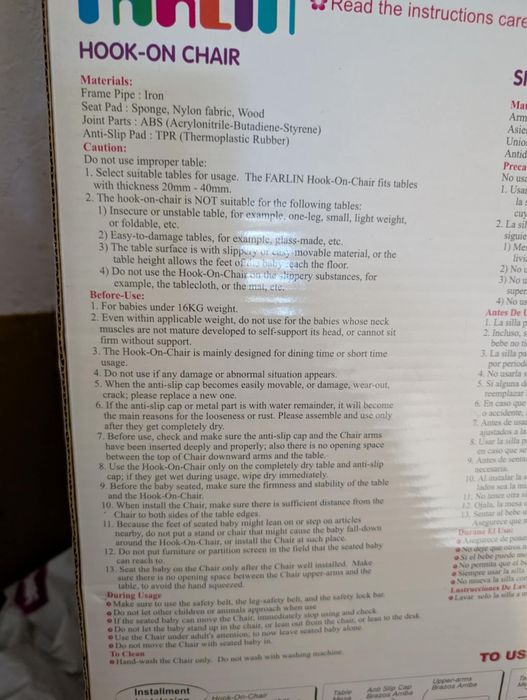 FARLIN
Read the instructions care
HOOK-ON CHAIR
Materials:
Frame Pipe : Iron
Seat Pad : Sponge, Nylon fabric, Wood
Joint Parts : ABS (Acrylonitrile-Butadiene-Styrene)
Anti-Slip Pad : TPR (Thermoplastic Rubber)
Caution:
Do not use improper table:
1. Select suitable tables for usage. The FARLIN Hook-On-Chair fits tables
with thickness 20mm - 40mm.
2. The hook-on-chair is NOT suitable for the following tables:
1) Insecure or unstable table, for example, one-leg, small, light weight,
or foldable, etc.
2) Easy-to-damage tables, for example, glass-made, etc.
3) The table surface is with slippery or easy movable material, or the
table height allows the feet of the baby reach the floor.
4) Do not use the Hook-On-Chair on the slippery substances, for
example, the tablecloth, or the mat, etc.
Before-Use:
1. For babies under 16KG weight.
2. Even within applicable weight, do not use for the babies whose neck
muscles are not mature developed to self-support its head, or cannot sit
firm without support.
3. The Hook-On-Chair is mainly designed for dining time or short time
usage.
4. Do not use if any damage or abnormal situation appears.
5. When the anti-slip cap becomes easily movable, or damage, wear-out,
crack; please replace a new one.
6. If the anti-slip cap or metal part is with water remainder, it will become
the main reasons for the looseness or rust. Please assemble and use only
after they get completely dry.
7. Before use, check and make sure the anti-slip cap and the Chair arms
have been inserted deeply and properly; also there is no opening space
between the top of Chair downward arms and the table.
8. Use the Hook-On-Chair only on the completely dry table and anti-slip
cap; if they get wet during usage, wipe dry immediately.
9. Before the baby seated, make sure the firmness and stability of the table
and the Hook-On-Chair.
10. When install the Chair, make sure there is sufficient distance from the
Chair to both sides of the table edges.
11. Because the feet of seated baby might lean on or step on articles
nearby, do not put a stand or chair that might cause the baby fall-down
around the Hook-On-Chair, or install the Chair at such place.
12. Do not put furniture or partition screen in the field that the seated baby
can reach to.
13. Seat the baby on the Chair only after the Chair well installed. Make
sure there is no opening space between the Chair upper-arms and the
table, to avoid the hand squeezed.
During Usage
Make sure to use the safety belt, the leg-safety belt, and the safety lock bar.
Do not let other children or animals approach when use
If the seated baby can move the Chair, immediately stop using and check.
Do not let the baby stand up in the chair, or lean out from the chair, or lean to the desk.
Use the Chair under adult's attention, to now leave seated baby alone.
Do not move the Chair with seated baby in.
To Clean
Hand-wash the Chair only. Do not wash with washing machine.
Installment
Hook-On-Chair
Table
Anti Slip Cap
Brazos Arriba
Upper-arms
Brazos Arriba
TO US